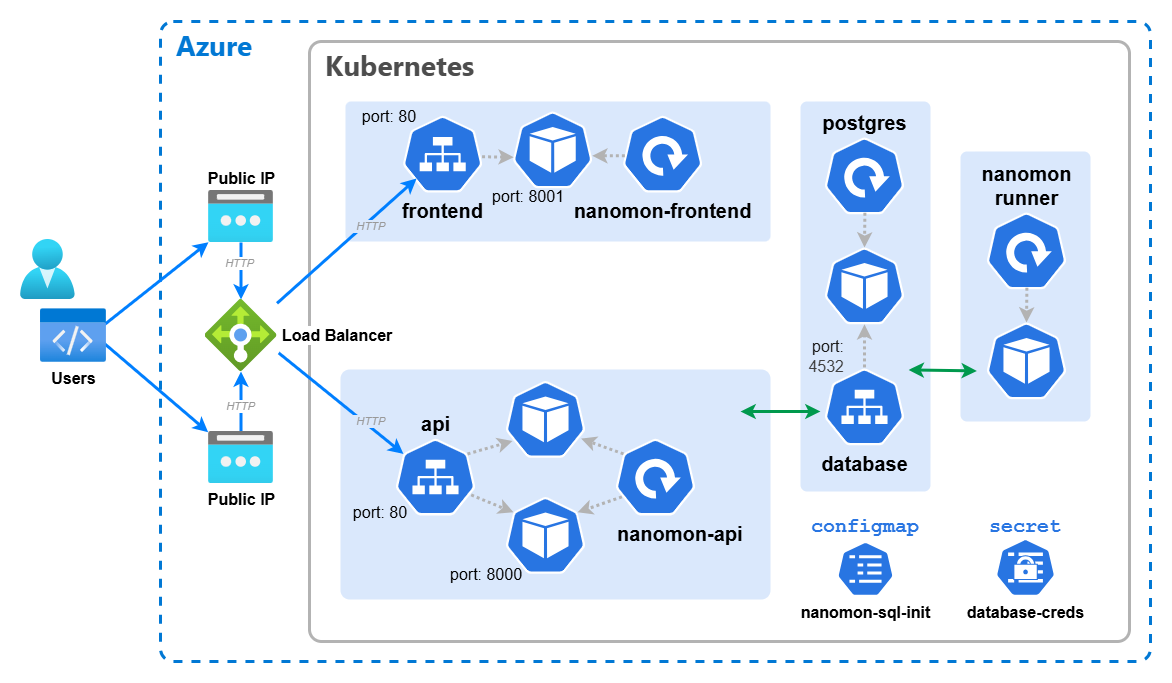 Azure
Kubernetes
port: 80
frontend
port: 8001
nanomon-frontend
postgres
nanomon
runner
Public IP
HTTP
HTTP
Load Balancer
Users
HTTP
Public IP
HTTP
api
port: 80
port: 8000
nanomon-api
port:
4532
database
configmap
nanomon-sql-init
secret
database-creds